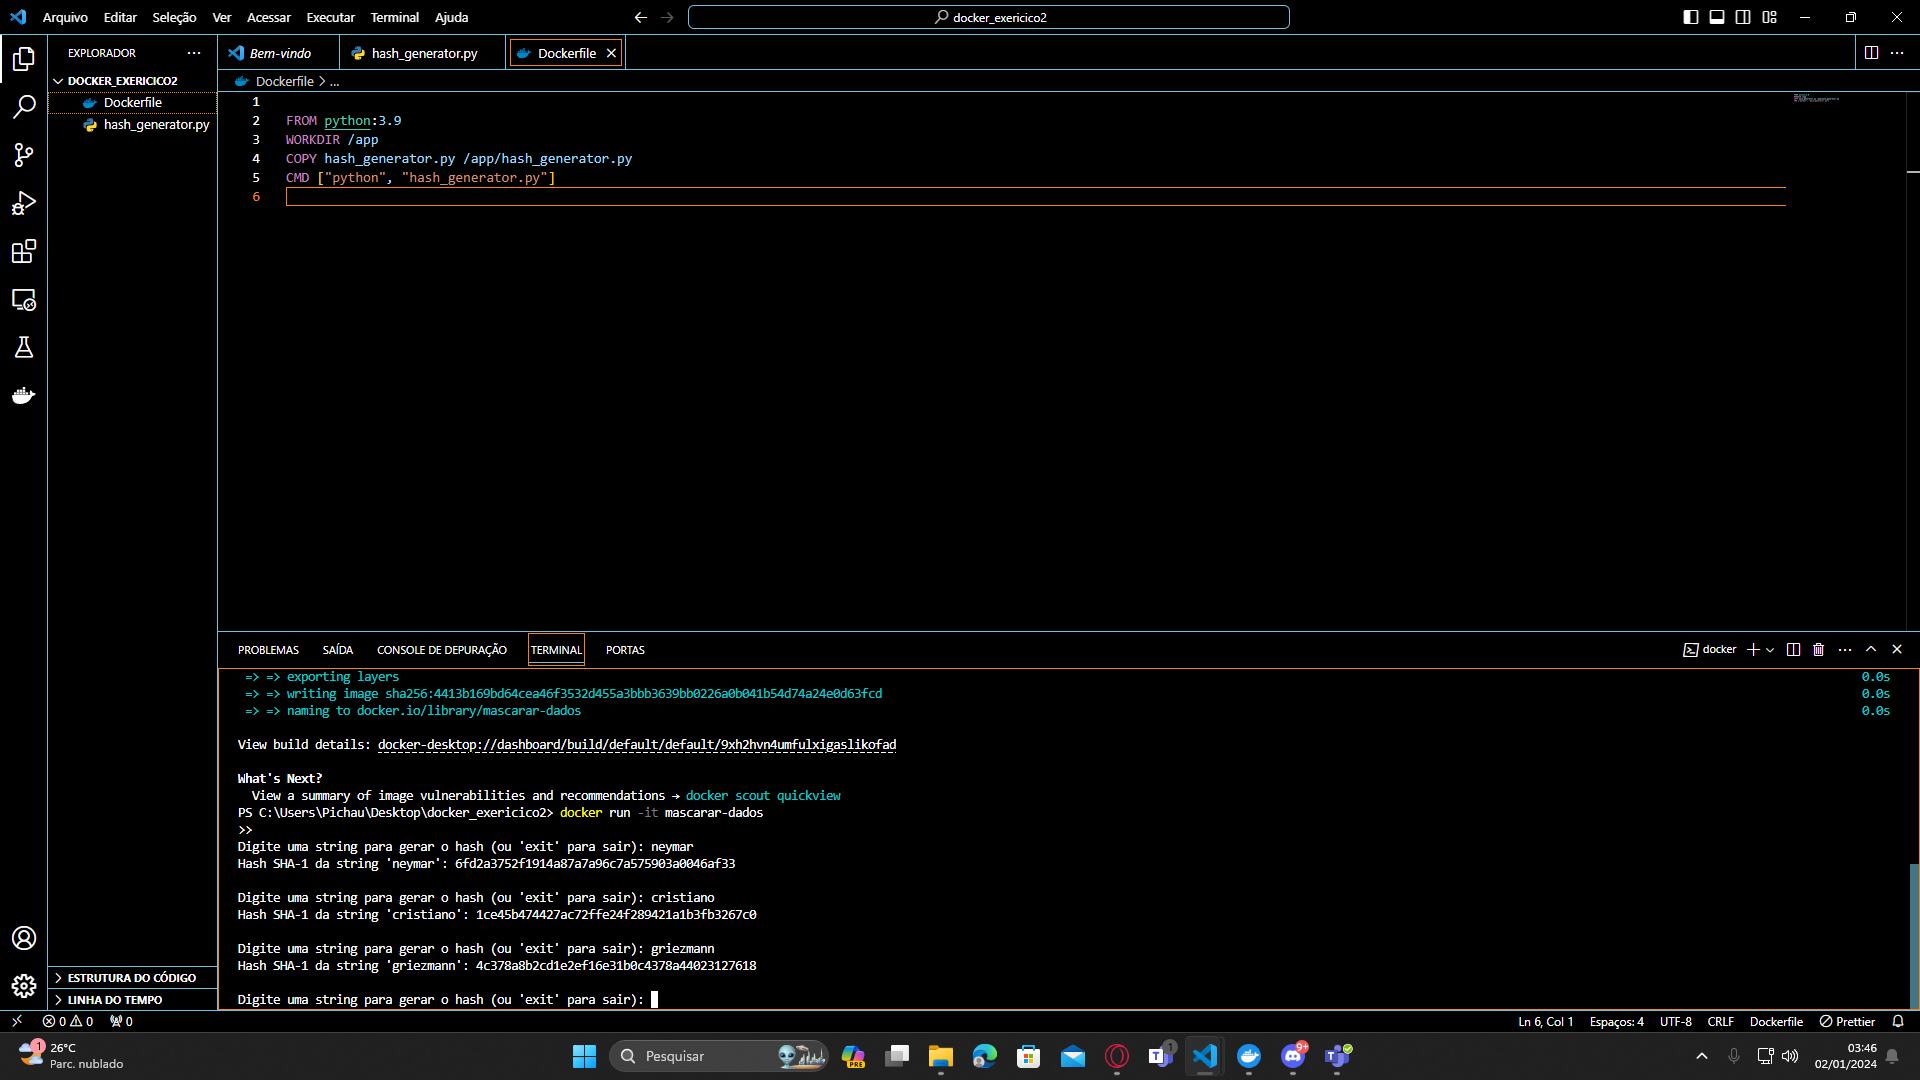 Arquivo Editar Seleção Ver Acessar Executar Terminal Ajuda
docker_exericico2
EXPLORADOR
DOCKER_EXERICICO2
Dockerfile
hash_generator.py
ESTRUTURA DO CÓDIGO
LINHA DO TEMPO
Bem-vindo hash_generator.py Dockerfile
Dockerfile > ...
1
2 FROM python:3.9
3 WORKDIR /app
4 COPY hash_generator.py /app/hash_generator.py
5 CMD ["python", "hash_generator.py"]
6
PROBLEMAS SAÍDA CONSOLE DE DEPURAÇÃO TERMINAL PORTAS
docker
=> => exporting layers 0.0s
=> => writing image sha256:4413b169bd64cea46f3532d455a3bbb3639bb0226a0b041b54d74a24e0d63fcd 0.0s
=> => naming to docker.io/library/mascarar-dados 0.0s
View build details: docker-desktop://dashboard/build/default/default/9xh2hvn4umfulxigaslikofad
What's Next?
View a summary of image vulnerabilities and recommendations → docker scout quickview
PS C:\Users\Pichau\Desktop\docker_exericico2> docker run -it mascarar-dados
>>
Digite uma string para gerar o hash (ou 'exit' para sair): neymar
Hash SHA-1 da string 'neymar': 6fd2a3752f1914a87a7a96c7a575903a0046af33
Digite uma string para gerar o hash (ou 'exit' para sair): cristiano
Hash SHA-1 da string 'cristiano': 1ce45b474427ac72ffe24f289421a1b3fb3267c0
Digite uma string para gerar o hash (ou 'exit' para sair): griezmann
Hash SHA-1 da string 'griezmann': 4c378a8b2cd1e2ef16e31b0c4378a44023127618
Digite uma string para gerar o hash (ou 'exit' para sair):
0 0 0
Ln 6, Col 1 Espaços: 4 UTF-8 CRLF Dockerfile Prettier
1
26°C
Parc. nublado
Pesquisar
PRE
1
9+
03:46
02/01/2024